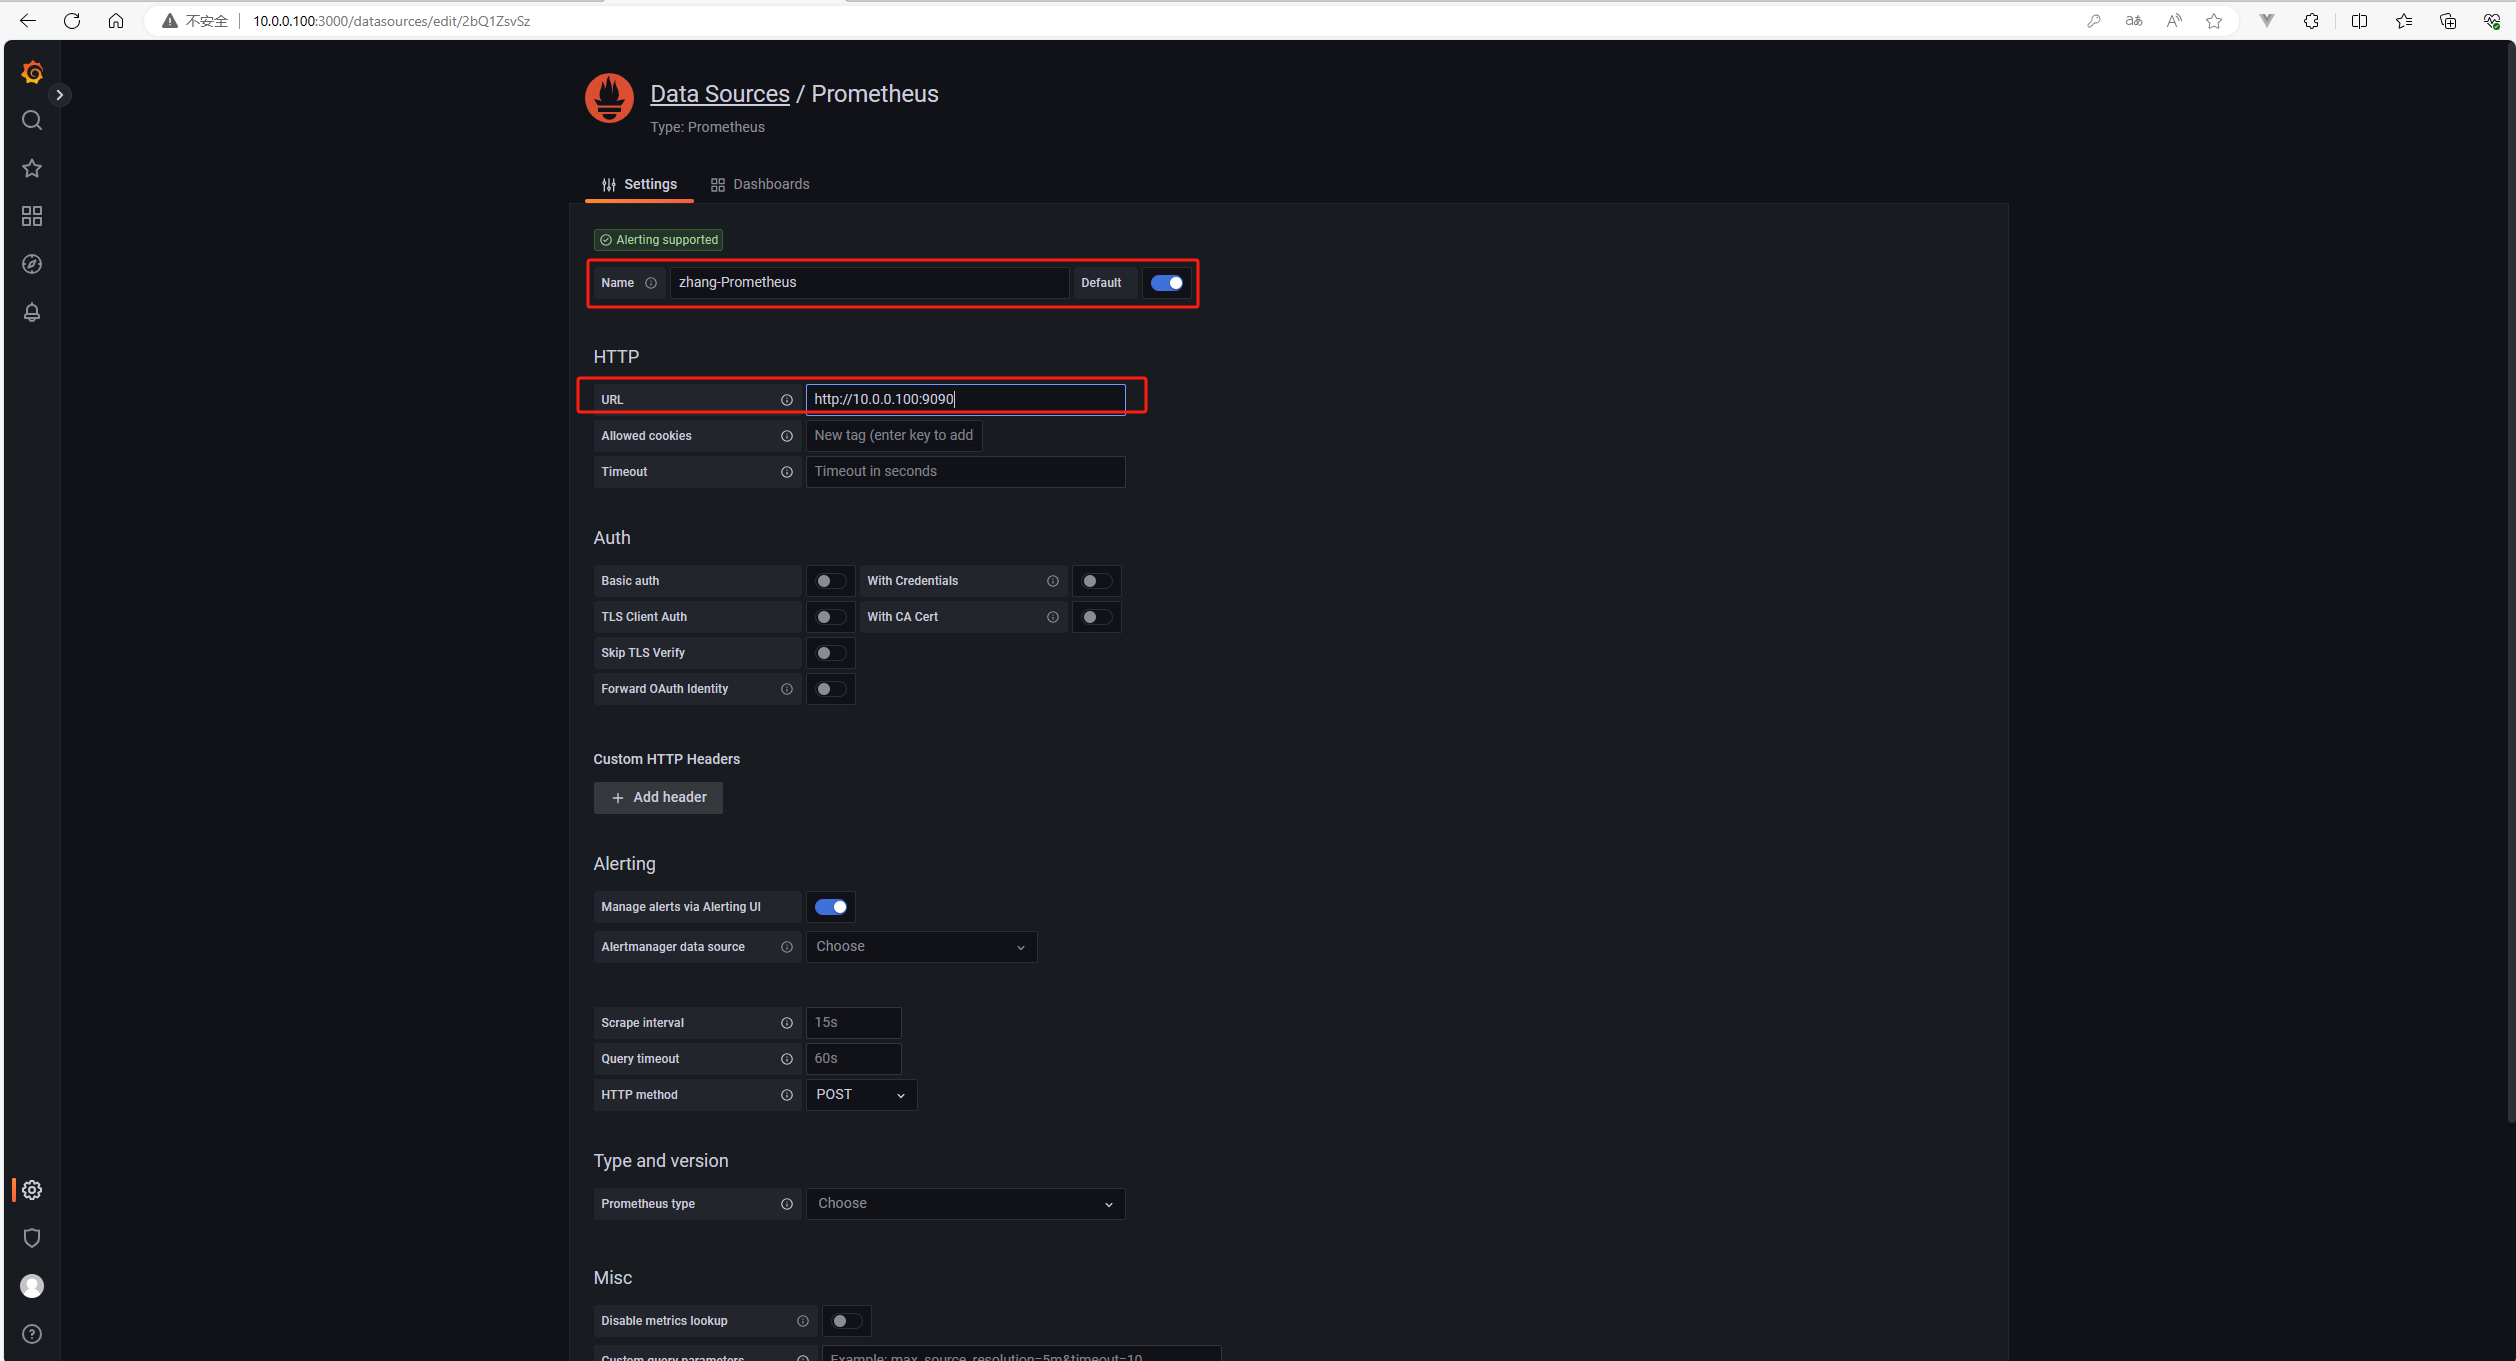 不安全 10.0.0.100:3000/datasources/edit/2bQ1ZsvSz
Data Sources / Prometheus
Type: Prometheus
Settings Dashboards
Alerting supported
Name zhang-Prometheus Default
HTTP
URL http://10.0.0.100:9090
Allowed cookies New tag (enter key to add
Timeout Timeout in seconds
Auth
Basic auth With Credentials
TLS Client Auth With CA Cert
Skip TLS Verify
Forward OAuth Identity
Custom HTTP Headers
+ Add header
Alerting
Manage alerts via Alerting UI
Alertmanager data source Choose
Scrape interval 15s
Query timeout 60s
HTTP method POST
Type and version
Prometheus type Choose
Misc
Disable metrics lookup
Custom query parameters Example: max_source_resolution=5m&timeout=10